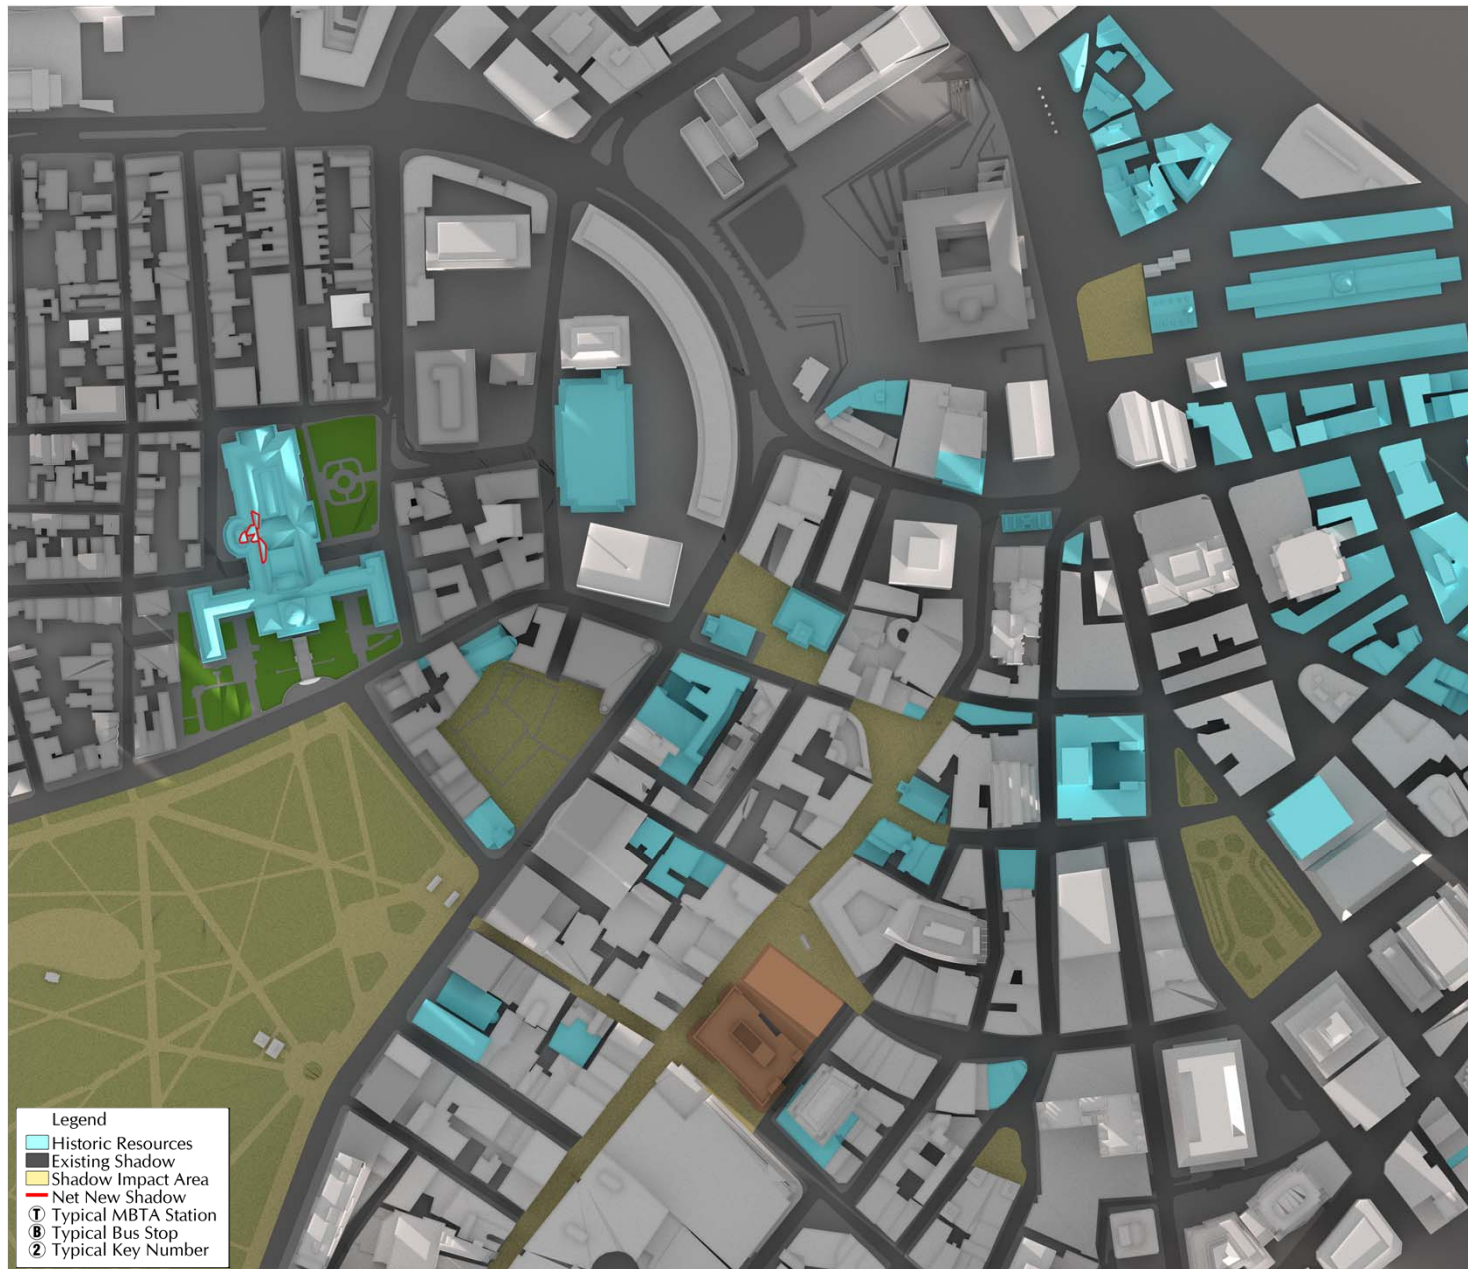 Legend
Historic Resources
Existing Shadow
Shadow Impact Area
Net New Shadow
T Typical MBTA Station
B Typical Bus Stop
2 Typical Key Number